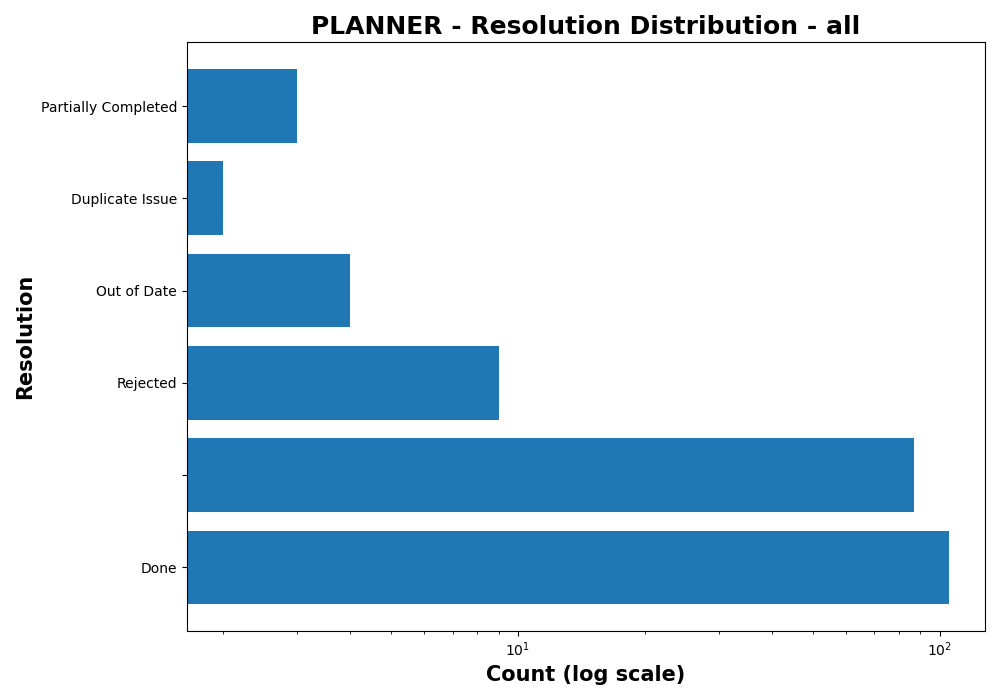 PLANNER - Resolution Distribution - all
Partially Completed
Duplicate Issue
Out of Date
Rejected
Done
Resolution
10¹
10²
Count (log scale)